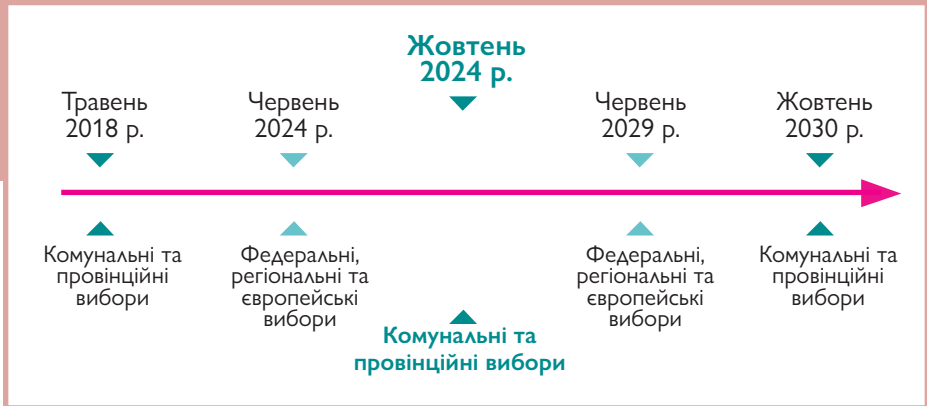 Жовтень
2024 р.
Травень
2018 р.
Червень
2024 р.
Червень
2029 р.
Жовтень
2030 р.
Комунальні та
провінційні
вибори
Федеральні,
регіональні та
європейські
вибори
Комунальні та
провінційні вибори
Федеральні,
регіональні та
європейські
вибори
Комунальні та
провінційні
вибори